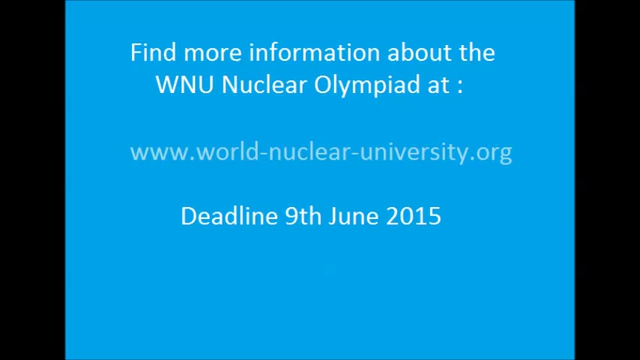 Find more information about the
WNU Nuclear Olympiad at :
www.world-nuclear-university.org
Deadline 9th June 2015